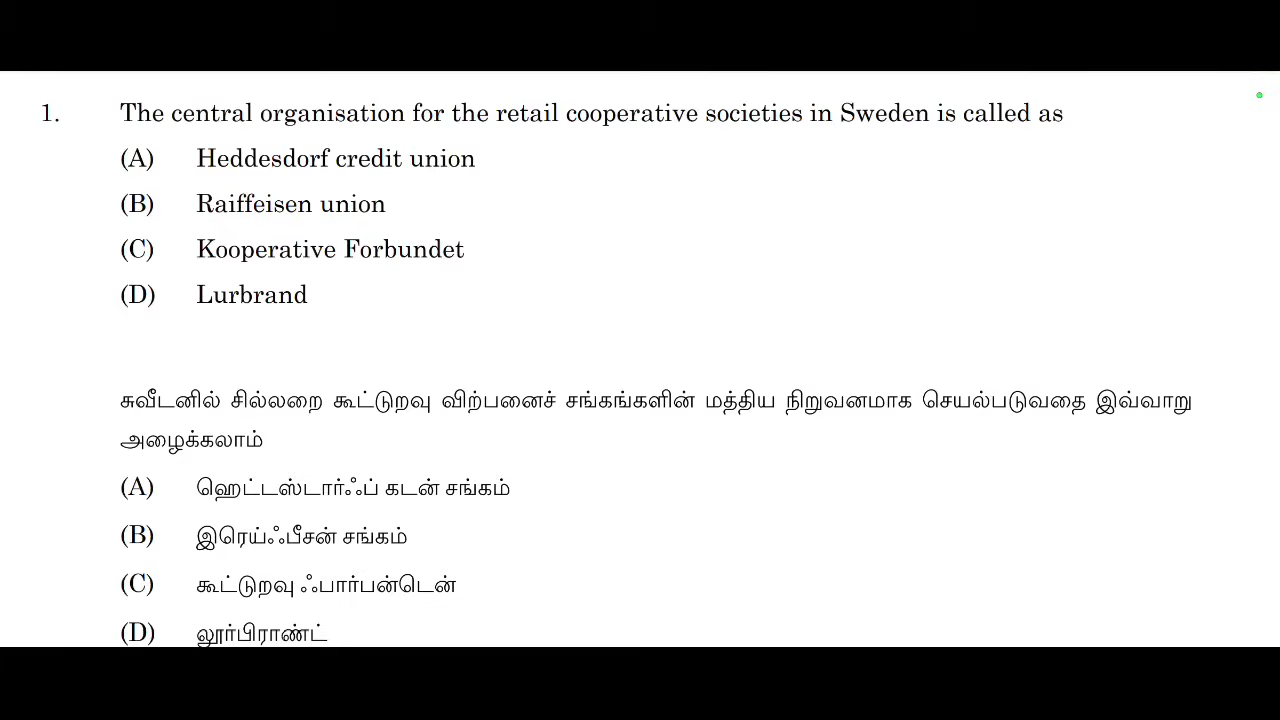 1. The central organisation for the retail cooperative societies in Sweden is called as
(A) Heddesdorf credit union
(B) Raiffeisen union
(C) Kooperative Forbundet
(D) Lurbrand
சுவீடனில் சில்லறை கூட்டுறவு விற்பனைச் சங்கங்களின் மத்திய நிறுவனமாக செயல்படுவதை இவ்வாறு
அழைக்கலாம்
(A) ஹெட்டஸ்டார்ஃப் கடன் சங்கம்
(B) இரெய்ஃபீசன் சங்கம்
(C) கூட்டுறவு ஃபார்பன்டென்
(D) லூர்பிராண்ட்